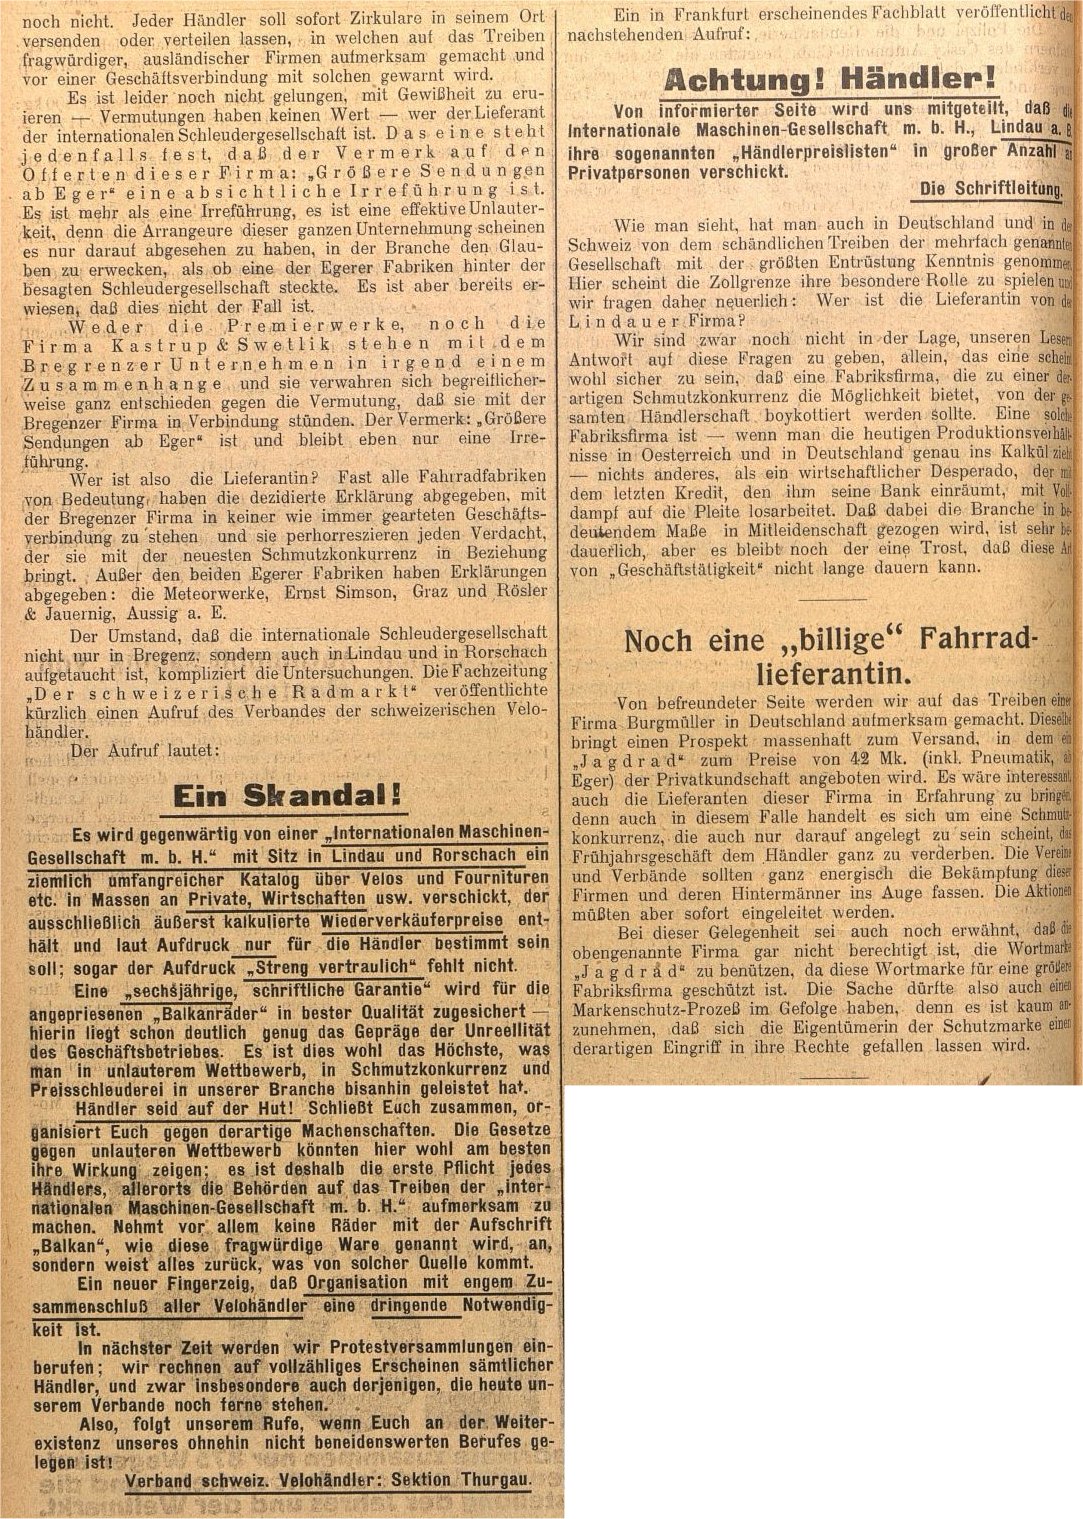 noch nicht. Jeder Händler soll sofort Zirkulare in seinem Ort
versenden oder verteilen lassen, in welchen auf das Treiben
fragwürdiger, ausländischer Firmen aufmerksam gemacht und
vor einer Geschäftsverbindung mit solchen gewarnt wird.
Es ist leider noch nicht gelungen, mit Gewißheit zu eru-
ieren — Vermutungen haben keinen Wert — wer der Lieferant
der internationalen Schleudergesellschaft ist. Das eine steht
jedenfalls fest, daß der Vermerk auf den
Offerten dieser Firma: „Größere Sendungen
ab Eger“ eine absichtliche Irreführung ist.
Es ist mehr als eine Irreführung, es ist eine effektive Unlauter-
keit, denn die Arrangeure dieser ganzen Unternehmung scheinen
es nur darauf abgesehen zu haben, in der Branche den Glau-
ben zu erwecken, als ob eine der Egerer Fabriken hinter der
besagten Schleudergesellschaft steckte. Es ist aber bereits er-
wiesen, daß dies nicht der Fall ist.
Weder die Premierwerke, noch die
Firma Kastrup & Swetlik stehen mit dem
Bregrenzer Unternehmen in irgend einem
Zusammenhange und sie verwahren sich begreiflicher-
weise ganz entschieden gegen die Vermutung, daß sie mit der
Bregenzer Firma in Verbindung stünden. Der Vermerk: „Größere
Sendungen ab Eger“ ist und bleibt eben nur eine Irre-
führung.
Wer ist also die Lieferantin? Fast alle Fahrradfabriken
von Bedeutung haben die dezidierte Erklärung abgegeben, mit
der Bregenzer Firma in keiner wie immer gearteten Geschäfts-
verbindung zu stehen und sie perhorreszieren jeden Verdacht,
der sie mit der neuesten Schmutzkonkurrenz in Beziehung
bringt. Außer den beiden Egerer Fabriken haben Erklärungen
abgegeben: die Meteorwerke, Ernst Simson, Graz und Rösler
& Jauernig, Aussig a. E.
Der Umstand, daß die internationale Schleudergesellschaft
nicht nur in Bregenz, sondern auch in Lindau und in Rorschach
aufgetaucht ist, kompliziert die Untersuchungen. Die Fachzeitung
„Der schweizerische Radmarkt“ veröffentlichte
kürzlich einen Aufruf des Verbandes der schweizerischen Velo-
händler.
Der Aufruf lautet:
Ein Skandal!
Es wird gegenwärtig von einer „Internationalen Maschinen-
Gesellschaft m. b. H.“ mit Sitz in Lindau und Rorschach ein
ziemlich umfangreicher Katalog über Velos und Fournituren
etc. in Massen an Private, Wirtschaften usw. verschickt, der
ausschließlich äußerst kalkulierte Wiederverkäuferpreise ent-
hält und laut Aufdruck nur für die Händler bestimmt sein
soll; sogar der Aufdruck „Streng vertraulich“ fehlt nicht.
Eine „sechsjährige, schriftliche Garantie“ wird für die
angepriesenen „Balkanräder“ in bester Qualität zugesichert —
hierin liegt schon deutlich genug das Gepräge der Unreellität
des Geschäftsbetriebes. Es ist dies wohl das Höchste, was
man in unlauterem Wettbewerb, in Schmutzkonkurrenz und
Preisschleuderei in unserer Branche bisanhin geleistet hat.
Händler seid auf der Hut! Schließt Euch zusammen, or-
ganisiert Euch gegen derartige Machenschaften. Die Gesetze
gegen unlauteren Wettbewerb könnten hier wohl am besten
ihre Wirkung zeigen; es ist deshalb die erste Pflicht jedes
Händlers, allerorts die Behörden auf das Treiben der „inter-
nationalen Maschinen-Gesellschaft m. b. H.“ aufmerksam zu
machen. Nehmt vor allem keine Räder mit der Aufschrift
„Balkan“, wie diese fragwürdige Ware genannt wird, an,
sondern weist alles zurück, was von solcher Quelle kommt.
Ein neuer Fingerzeig, daß Organisation mit engem Zu-
sammenschluß aller Velohändler eine dringende Notwendig-
keit ist.
In nächster Zeit werden wir Protestversammlungen ein-
berufen; wir rechnen auf vollzähliges Erscheinen sämtlicher
Händler, und zwar insbesondere auch derjenigen, die heute un-
serem Verbande noch ferne stehen.
Also, folgt unserem Rufe, wenn Euch an der Weiter-
existenz unseres ohnehin nicht beneidenswerten Berufes ge-
legen ist!
Verband schweiz. Velohändler: Sektion Thurgau.
Ein in Frankfurt erscheinendes Fachblatt veröffentlicht den
nachstehenden Aufruf:
Achtung! Händler!
Von informierter Seite wird uns mitgeteilt, daß die
Internationale Maschinen-Gesellschaft m. b. H., Lindau a. B.
ihre sogenannten „Händlerpreislisten“ in großer Anzahl an
Privatpersonen verschickt.
Die Schriftleitung.
Wie man sieht, hat man auch in Deutschland und in der
Schweiz von dem schändlichen Treiben der mehrfach genannten
Gesellschaft mit der größten Entrüstung Kenntnis genommen.
Hier scheint die Zollgrenze ihre besondere Rolle zu spielen und
wir fragen daher neuerlich: Wer ist die Lieferantin von der
Lindauer Firma?
Wir sind zwar noch nicht in der Lage, unseren Lesern
Antwort auf diese Fragen zu geben, allein, das eine scheint
wohl sicher zu sein, daß eine Fabriksfirma, die zu einer der-
artigen Schmutzkonkurrenz die Möglichkeit bietet, von der ge-
samten Händlerschaft boykottiert werden sollte. Eine solche
Fabriksfirma ist — wenn man die heutigen Produktionsverhält-
nisse in Oesterreich und in Deutschland genau ins Kalkül zieht
— nichts anderes, als ein wirtschaftlicher Desperado, der mit
dem letzten Kredit, den ihm seine Bank einräumt, mit Voll-
dampf auf die Pleite losarbeitet. Daß dabei die Branche in be-
deutendem Maße in Mitleidenschaft gezogen wird, ist sehr be-
dauerlich, aber es bleibt noch der eine Trost, daß diese Art
von „Geschäftstätigkeit“ nicht lange dauern kann.
Noch eine „billige“ Fahrrad-
lieferantin.
Von befreundeter Seite werden wir auf das Treiben einer
Firma Burgmüller in Deutschland aufmerksam gemacht. Dieselbe
bringt einen Prospekt massenhaft zum Versand, in dem ein
„Jagdrad“ zum Preise von 42 Mk. (inkl. Pneumatik, ab
Eger) der Privatkundschaft angeboten wird. Es wäre interessant,
auch die Lieferanten dieser Firma in Erfahrung zu bringen,
denn auch in diesem Falle handelt es sich um eine Schmutz-
konkurrenz, die auch nur darauf angelegt zu sein scheint, das
Frühjahrsgeschäft dem Händler ganz zu verderben. Die Vereine
und Verbände sollten ganz energisch die Bekämpfung dieser
Firmen und deren Hintermänner ins Auge fassen. Die Aktionen
müßten aber sofort eingeleitet werden.
Bei dieser Gelegenheit sei auch noch erwähnt, daß die
obengenannte Firma gar nicht berechtigt ist, die Wortmarke
„Jagdrad“ zu benützen, da diese Wortmarke für eine größere
Fabriksfirma geschützt ist. Die Sache dürfte also auch einen
Markenschutz-Prozeß im Gefolge haben, denn es ist kaum an-
zunehmen, daß sich die Eigentümerin der Schutzmarke einen
derartigen Eingriff in ihre Rechte gefallen lassen wird.